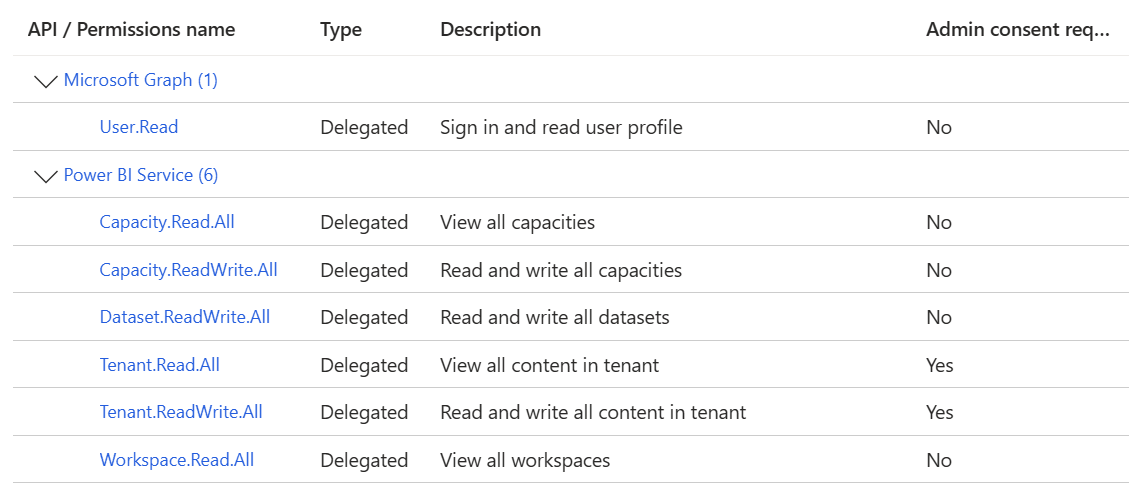 API / Permissions name Type Description Admin consent req...
Microsoft Graph (1)
User.Read Delegated Sign in and read user profile No
Power BI Service (6)
Capacity.Read.All Delegated View all capacities No
Capacity.ReadWrite.All Delegated Read and write all capacities No
Dataset.ReadWrite.All Delegated Read and write all datasets No
Tenant.Read.All Delegated View all content in tenant Yes
Tenant.ReadWrite.All Delegated Read and write all content in tenant Yes
Workspace.Read.All Delegated View all workspaces No